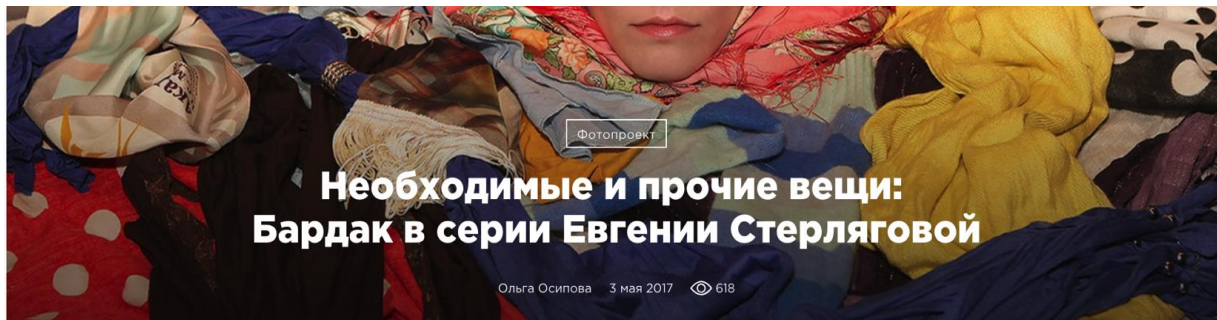 Фотопроект
Необходимые и прочие вещи:
Бардак в серии Евгении Стерляговой
Ольга Осипова 3 мая 2017 618